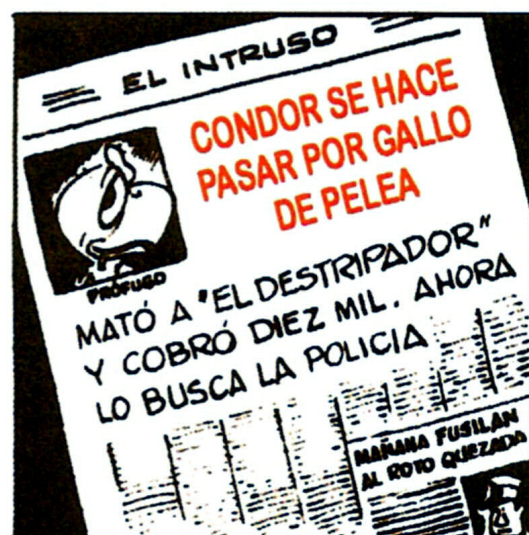 EL INTRUSO
CONDOR SE HACE
PASAR POR GALLO
DE PELEA
PRÓFUGO
MATÓ A "EL DESTRIPADOR"
Y COBRÓ DIEZ MIL. AHORA
LO BUSCA LA POLICIA
MAÑANA FUSILAN
AL ROTO QUEZADA